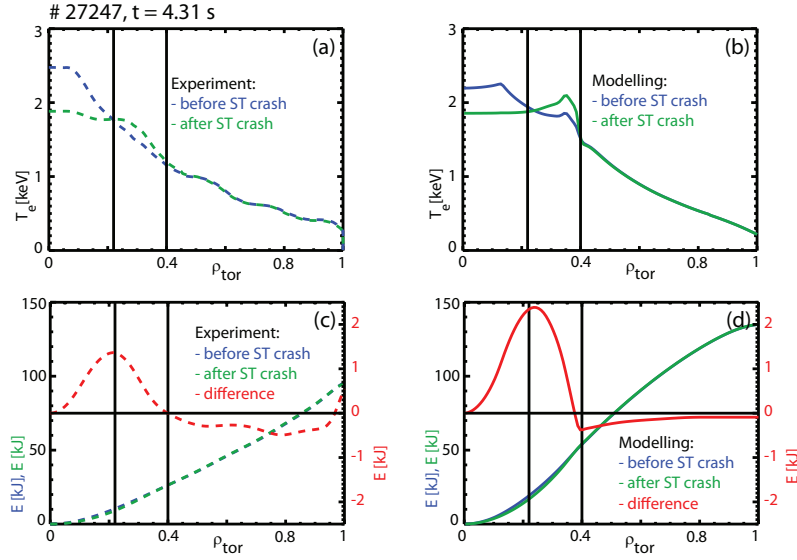 # 27247, t = 4.31 s
(a)
Experiment:
- before ST crash
- after ST crash
T_e[keV]
3
2
1
0
0
0.4
0.8
1
ρ_tor
(b)
Modelling:
- before ST crash
- after ST crash
T_e[keV]
3
2
1
0
0
0.4
0.8
1
ρ_tor
(c)
Experiment:
- before ST crash
- after ST crash
- difference
E [kJ], E [kJ]
150
100
50
0
E [kJ]
2
1
0
-1
-2
0
0.4
0.8
1
ρ_tor
(d)
Modelling:
- before ST crash
- after ST crash
- difference
E [kJ], E [kJ]
150
100
50
0
E [kJ]
2
1
0
-1
-2
0
0.4
0.8
1
ρ_tor